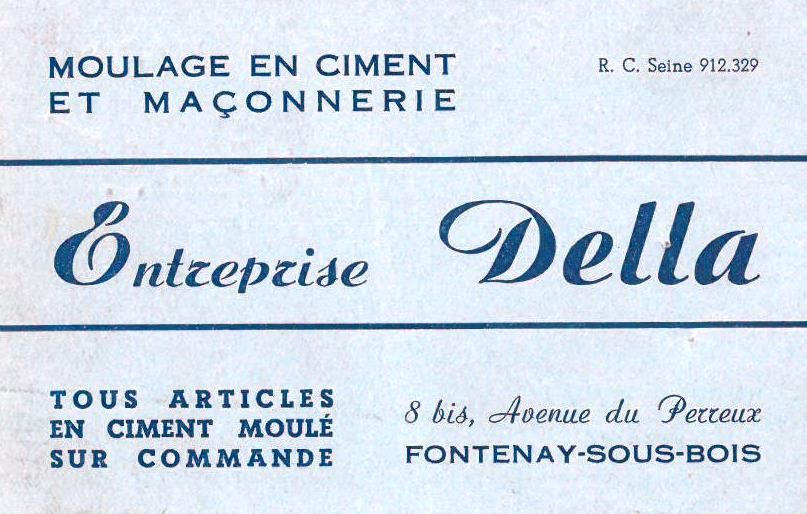 MOULAGE EN CIMENT
ET MAÇONNERIE
R. C. Seine 912.329
Entreprise Della
TOUS ARTICLES
EN CIMENT MOULÉ
SUR COMMANDE
8 bis, Avenue du Perreux
FONTENAY-SOUS-BOIS